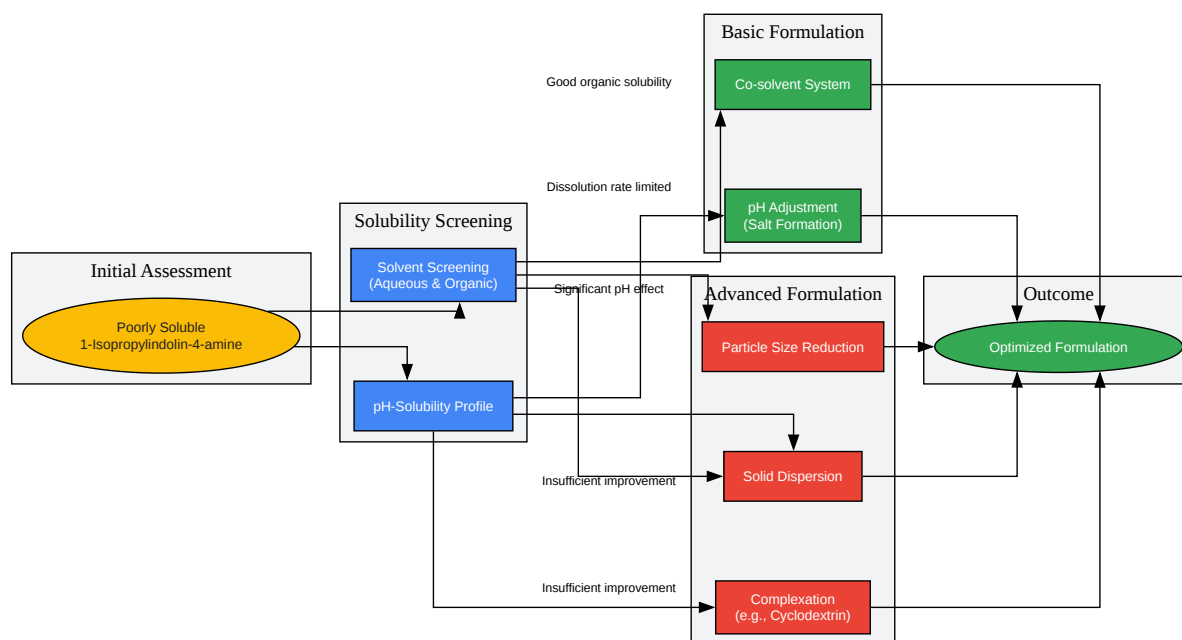 Initial Assessment
Poorly Soluble
1-Isopropylindolin-4-amine
Solubility Screening
Solvent Screening
(Aqueous & Organic)
pH-Solubility Profile
Good organic solubility
Dissolution rate limited
Significant pH effect
Insufficient improvement
Insufficient improvement
Basic Formulation
Co-solvent System
pH Adjustment
(Salt Formation)
Advanced Formulation
Particle Size Reduction
Solid Dispersion
Complexation
(e.g., Cyclodextrin)
Outcome
Optimized Formulation